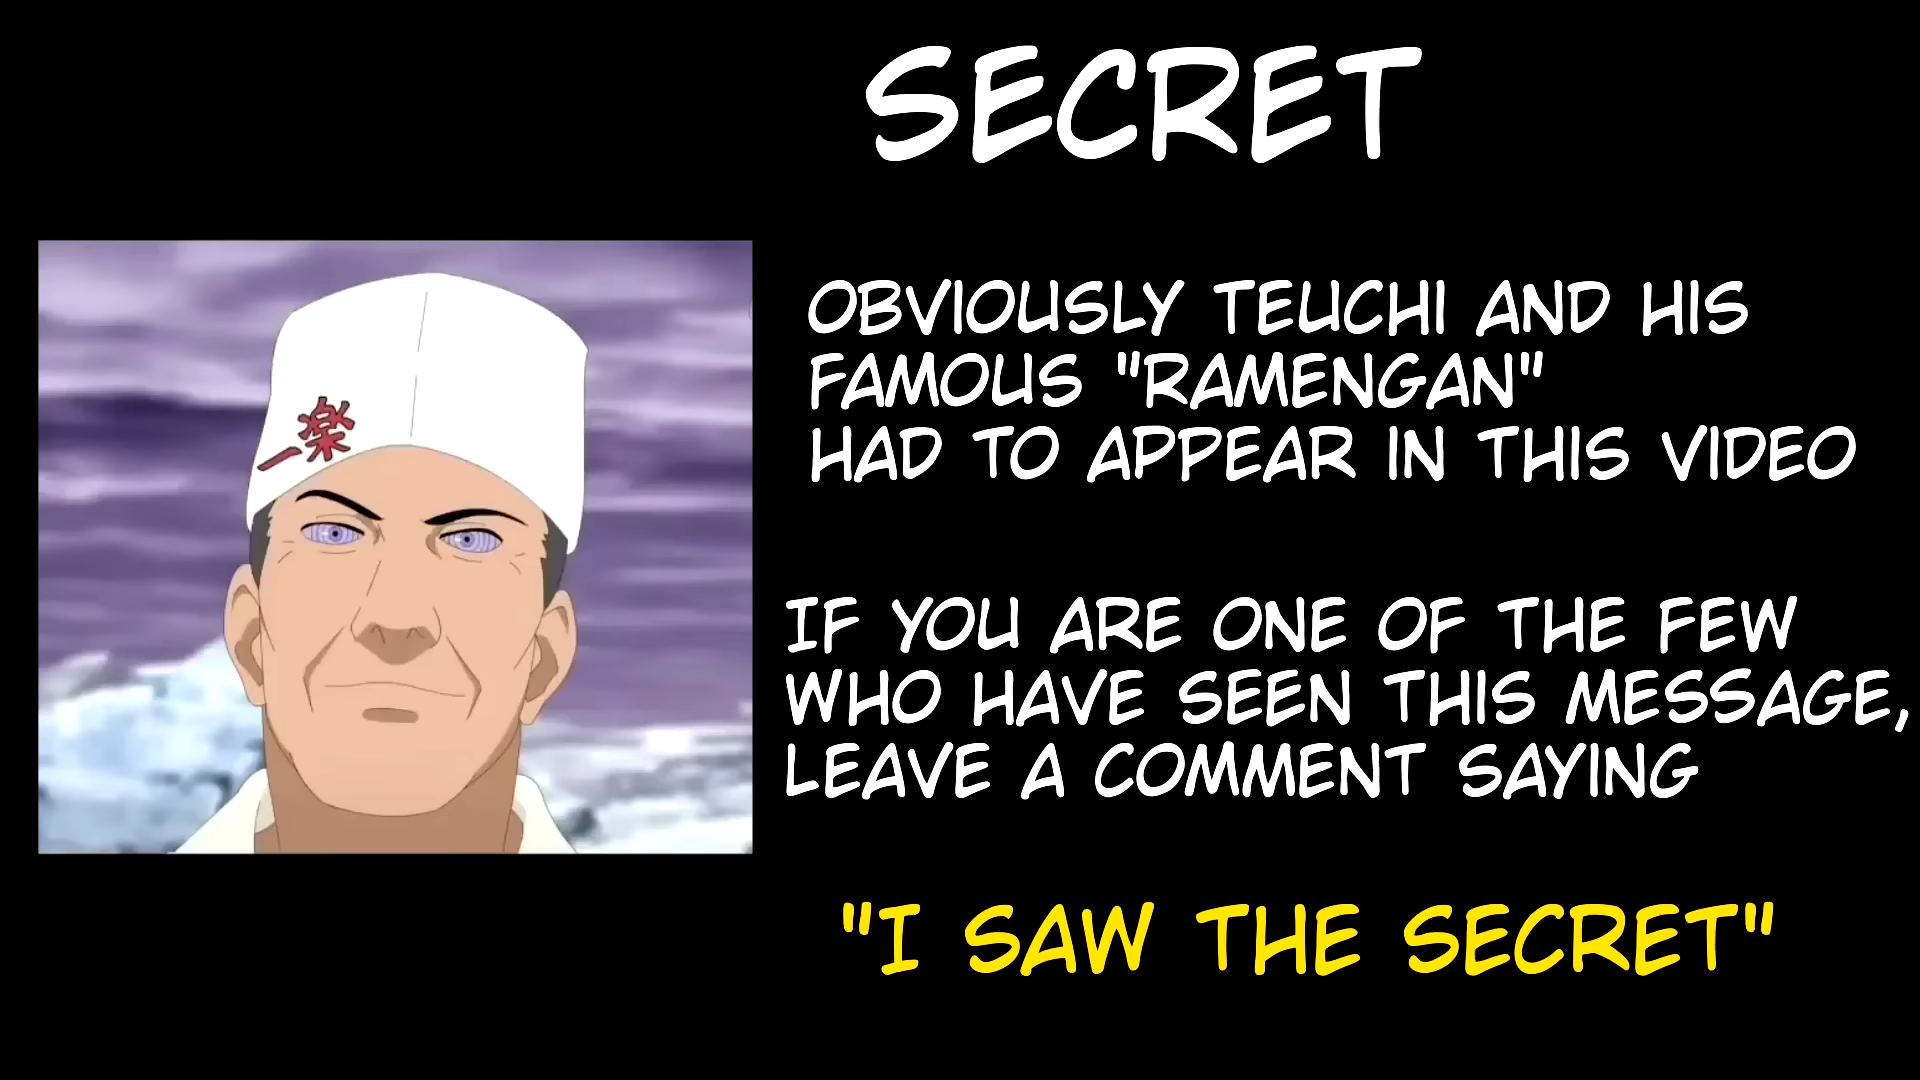 SECRET
一楽
OBVIOUSLY TEUCHI AND HIS
FAMOUS "RAMENGAN"
HAD TO APPEAR IN THIS VIDEO
IF YOU ARE ONE OF THE FEW
WHO HAVE SEEN THIS MESSAGE,
LEAVE A COMMENT SAYING
"I SAW THE SECRET"